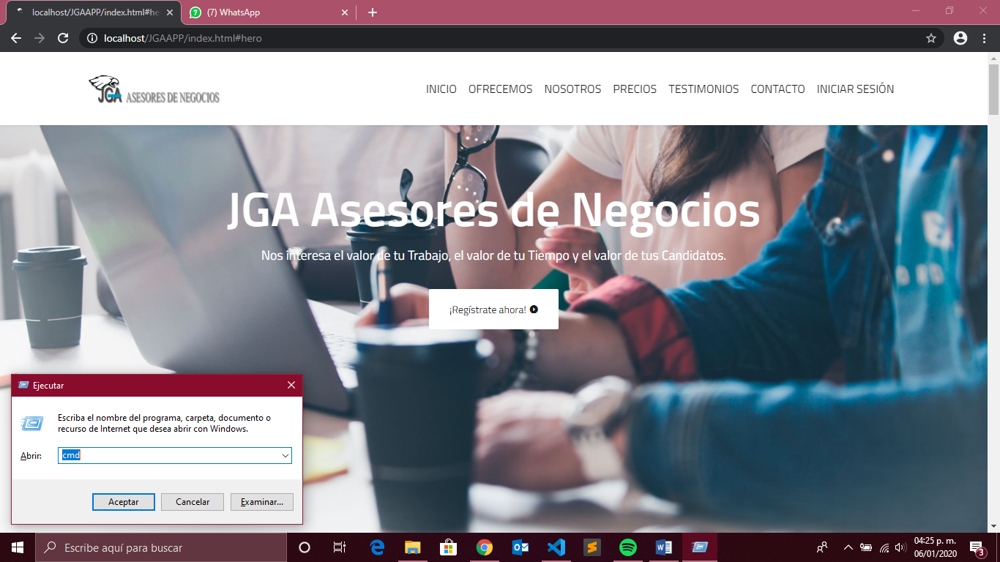 localhost/JGAAPP/index.html#he
(7) WhatsApp
localhost/JGAAPP/index.html#hero
JGA ASESORES DE NEGOCIOS
INICIO OFRECEMOS NOSOTROS PRECIOS TESTIMONIOS CONTACTO INICIAR SESIÓN
JGA Asesores de Negocios
Nos interesa el valor de tu Trabajo, el valor de tu Tiempo y el valor de tus Candidatos.
¡Regístrate ahora!
Ejecutar
Escriba el nombre del programa, carpeta, documento o
recurso de Internet que desea abrir con Windows.
Abrir: cmd
Aceptar Cancelar Examinar...
Escribe aquí para buscar
04:25 p. m.
06/01/2020
3